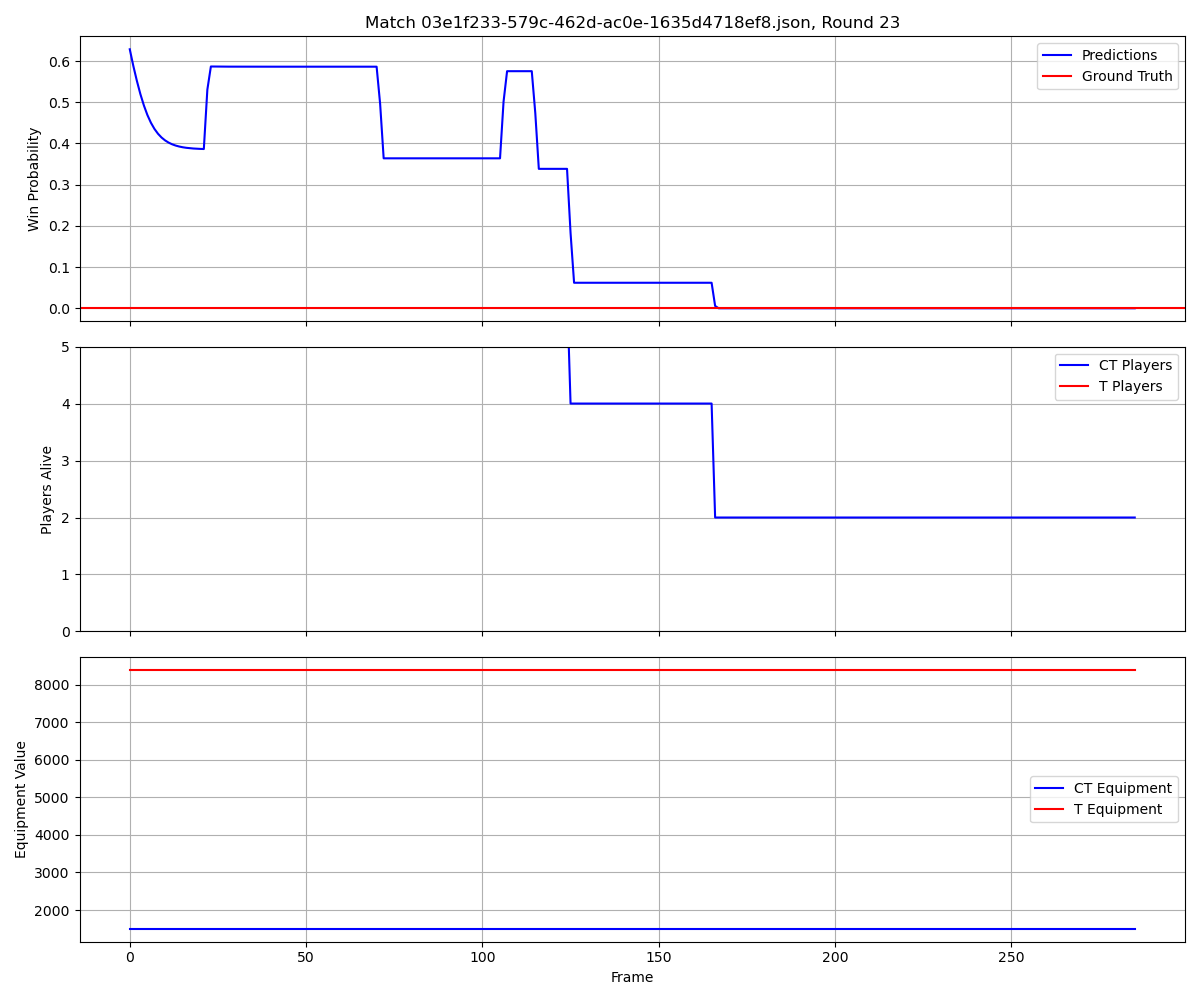 Match 03e1f233-579c-462d-ac0e-1635d4718ef8.json, Round 23
Win Probability
0.6
0.5
0.4
0.3
0.2
0.1
0.0
Predictions
Ground Truth
Players Alive
5
4
3
2
1
0
CT Players
T Players
Equipment Value
8000
7000
6000
5000
4000
3000
2000
CT Equipment
T Equipment
0 50 100 150 200 250
Frame